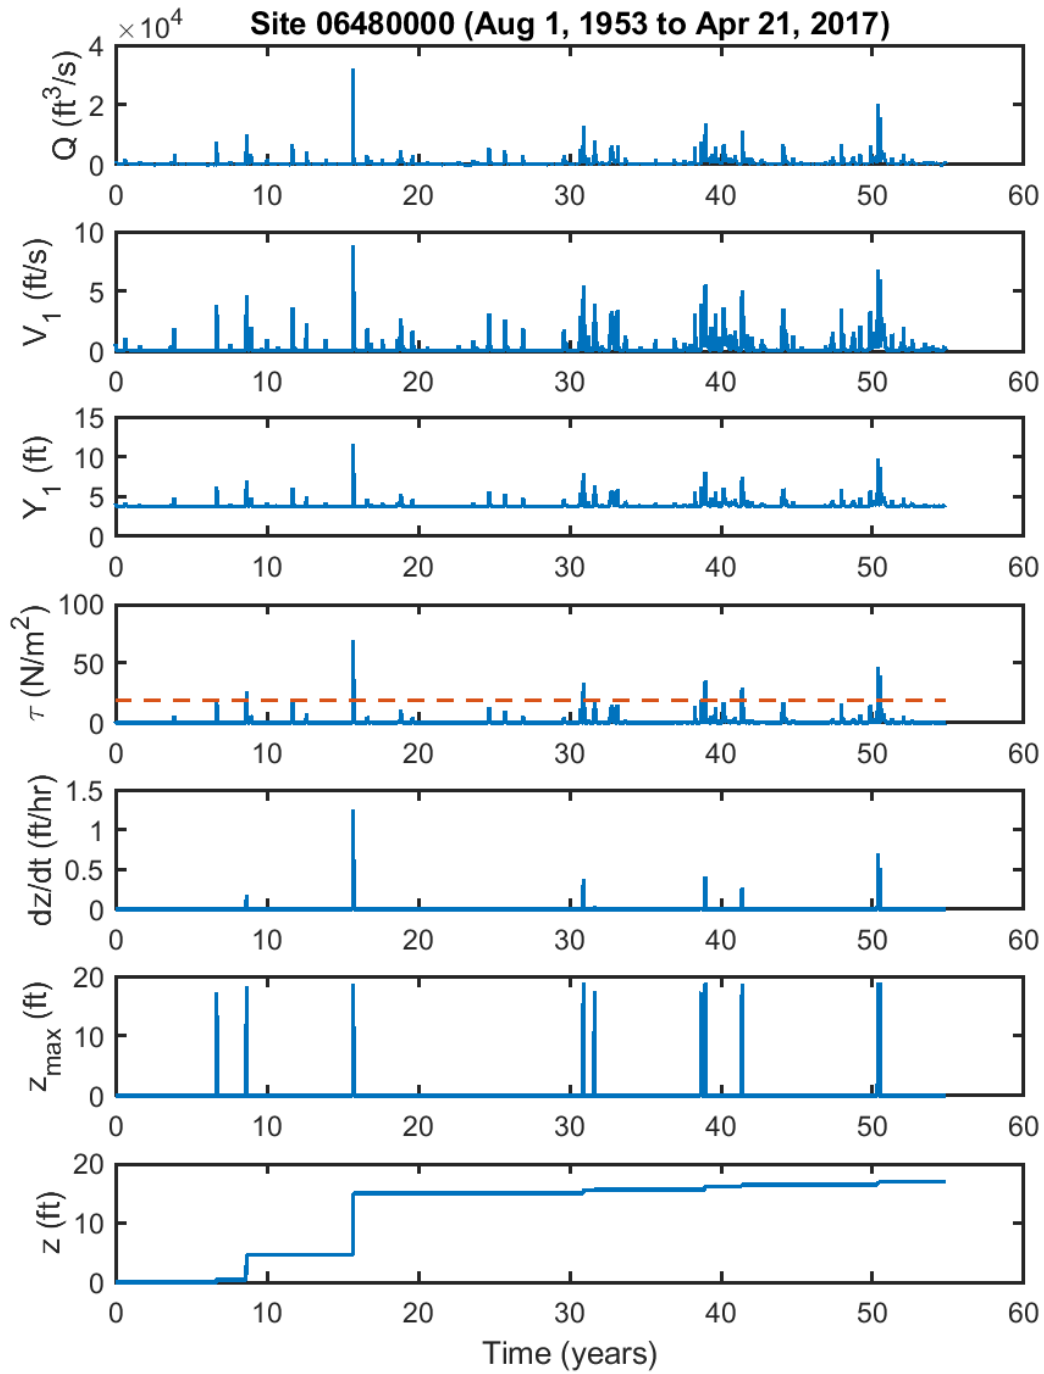 ×10⁴ Site 06480000 (Aug 1, 1953 to Apr 21, 2017)
Q (ft³/s)
4
2
0
0 10 20 30 40 50 60
V₁ (ft/s)
10
5
0
0 10 20 30 40 50 60
Y₁ (ft)
15
10
5
0
0 10 20 30 40 50 60
τ (N/m²)
100
50
0
0 10 20 30 40 50 60
dz/dt (ft/hr)
1.5
1
0.5
0
0 10 20 30 40 50 60
z_max (ft)
20
10
0
0 10 20 30 40 50 60
z (ft)
20
10
0
0 10 20 30 40 50 60
Time (years)